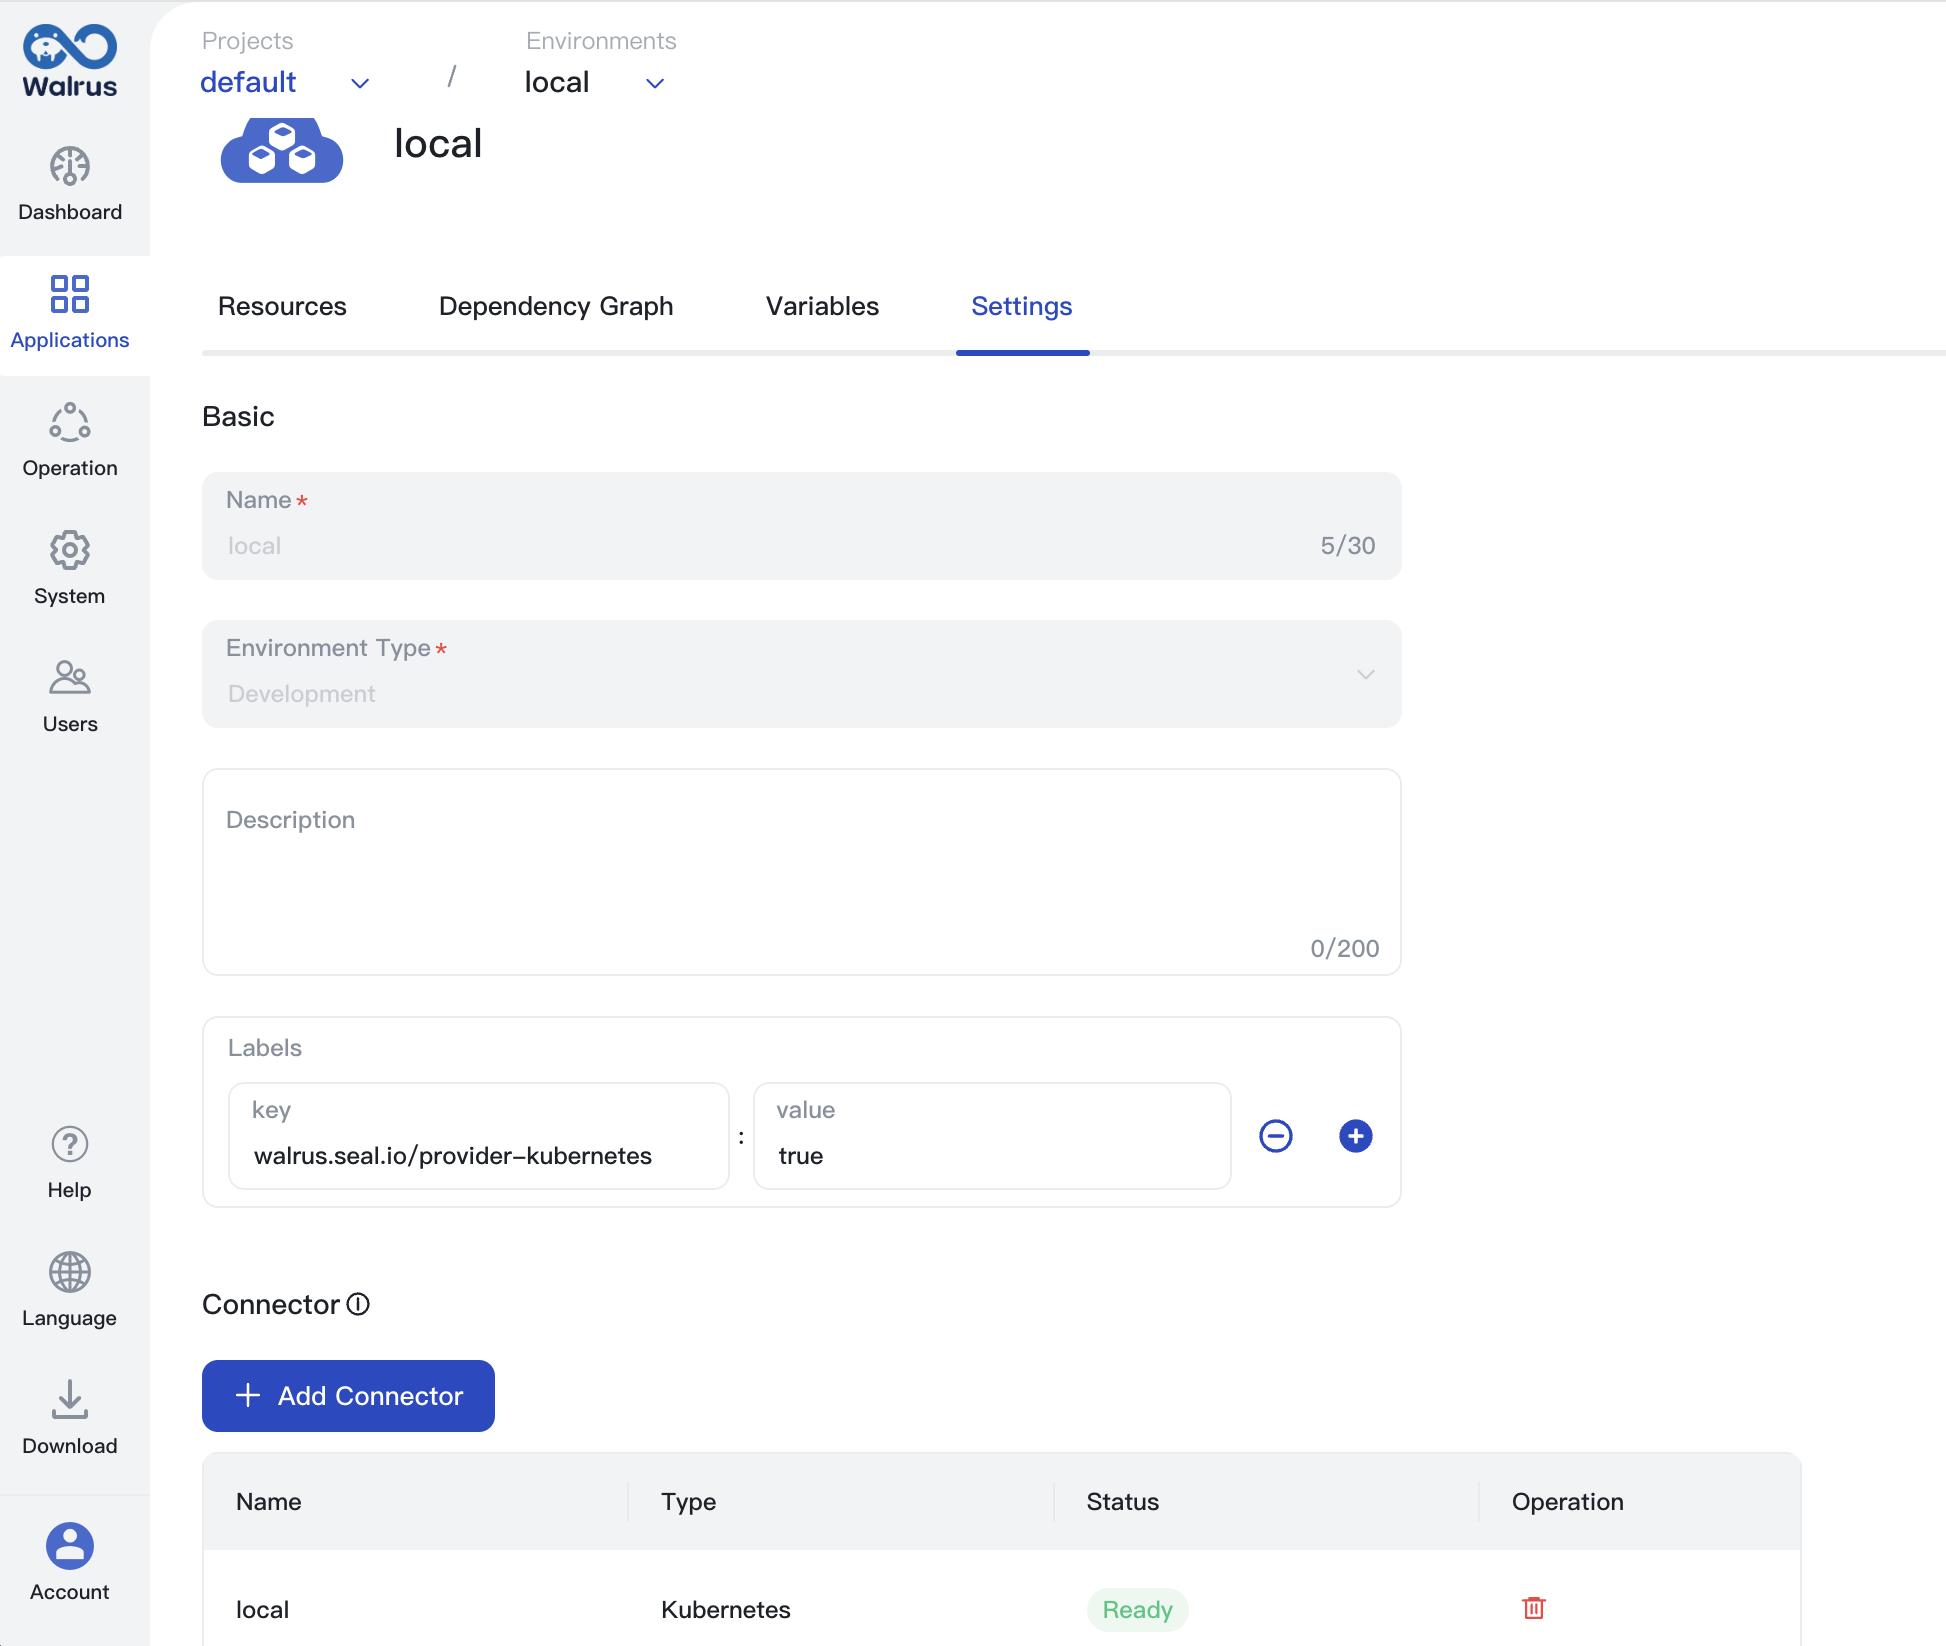 Walrus
Dashboard
Applications
Operation
System
Users
Help
Language
Download
Account
Projects
default
/
Environments
local
local
Resources
Dependency Graph
Variables
Settings
Basic
Name *
local
5/30
Environment Type *
Development
Description
0/200
Labels
key
walrus.seal.io/provider-kubernetes
:
value
true
Connector
+ Add Connector
Name Type Status Operation
local Kubernetes Ready